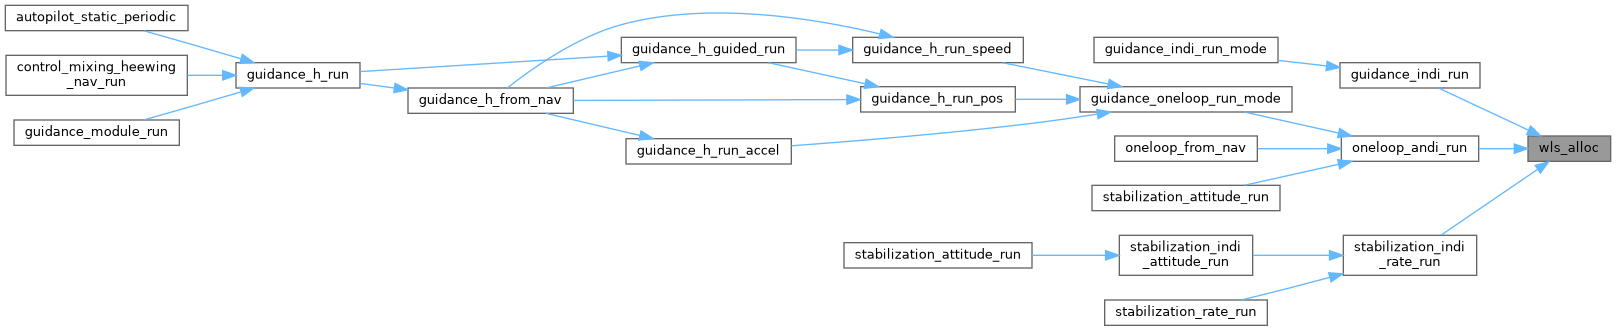 autopilot_static_periodic
control_mixing_heewing
_nav_run
guidance_module_run
guidance_h_run
guidance_h_from_nav
guidance_h_guided_run
guidance_h_run_accel
guidance_h_run_speed
guidance_h_run_pos
stabilization_attitude_run
guidance_indi_run_mode
guidance_oneloop_run_mode
oneloop_from_nav
stabilization_attitude_run
stabilization_indi
_attitude_run
stabilization_rate_run
guidance_indi_run
oneloop_andi_run
stabilization_indi
_rate_run
wls_alloc